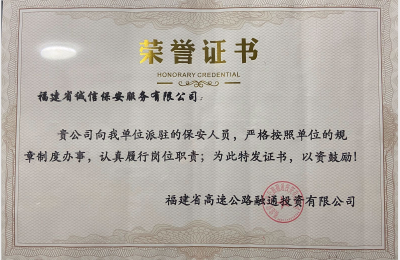 荣誉证书
HONORARY CREDENTIAL
福建省诚信保安服务有限公司：
贵公司向我单位派驻的保安人员，严格按照单位的规
章制度办事，认真履行岗位职责；为此特发证书，以资鼓励！
福建省高速公路融通投资有限公司